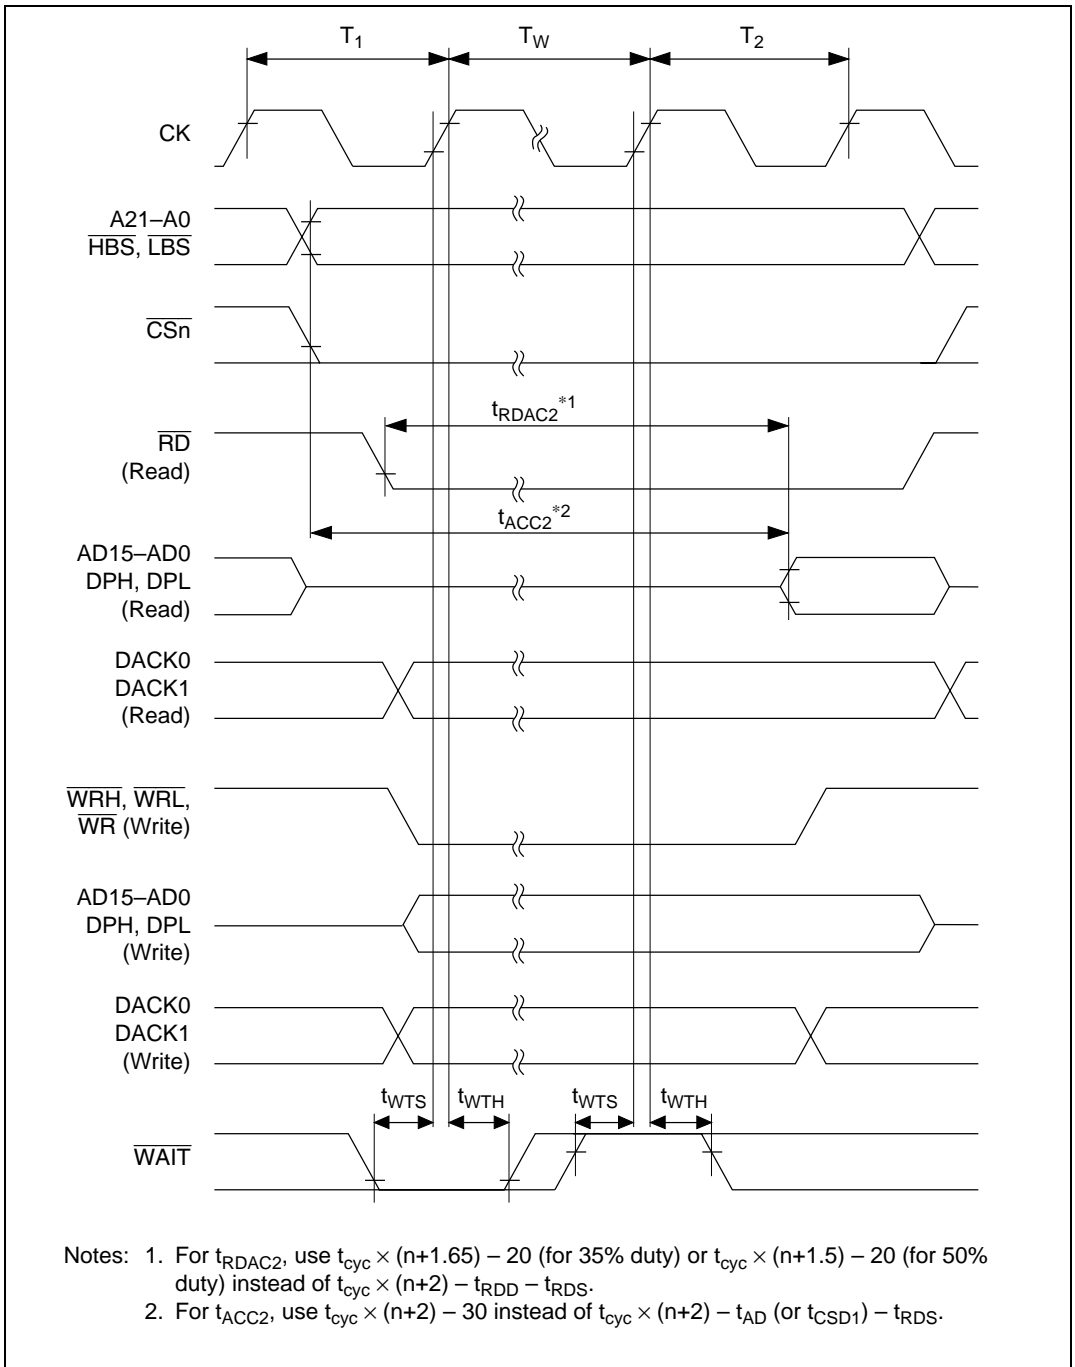 T1 TW T2
CK
A21–A0
HBS, LBS
CSn
tRDAC2*1
RD
(Read)
tACC2*2
AD15–AD0
DPH, DPL
(Read)
DACK0
DACK1
(Read)
WRH, WRL,
WR (Write)
AD15–AD0
DPH, DPL
(Write)
DACK0
DACK1
(Write)
tWTS tWTH tWTS tWTH
WAIT
Notes: 1. For tRDAC2, use tcyc × (n+1.65) – 20 (for 35% duty) or tcyc × (n+1.5) – 20 (for 50%
duty) instead of tcyc × (n+2) – tRDD – tRDS.
2. For tACC2, use tcyc × (n+2) – 30 instead of tcyc × (n+2) – tAD (or tCSD1) – tRDS.